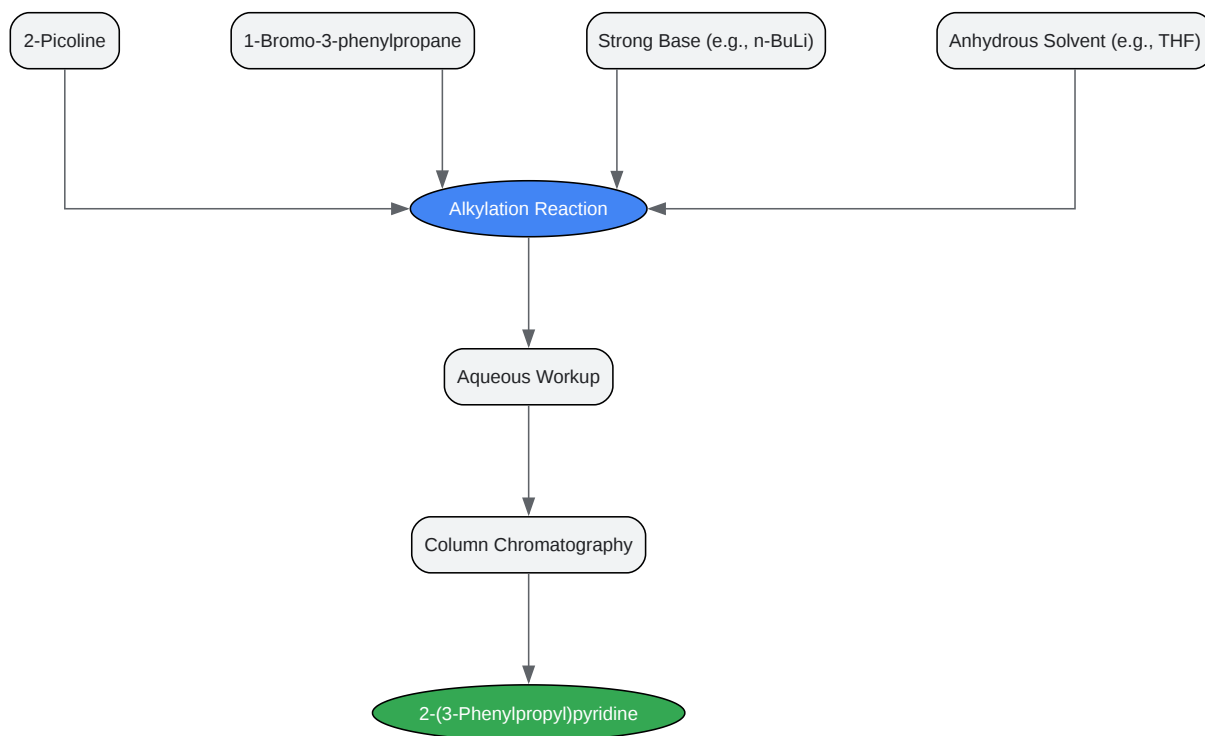 2-Picoline
1-Bromo-3-phenylpropane
Strong Base (e.g., n-BuLi)
Anhydrous Solvent (e.g., THF)
Alkylation Reaction
Aqueous Workup
Column Chromatography
2-(3-Phenylpropyl)pyridine